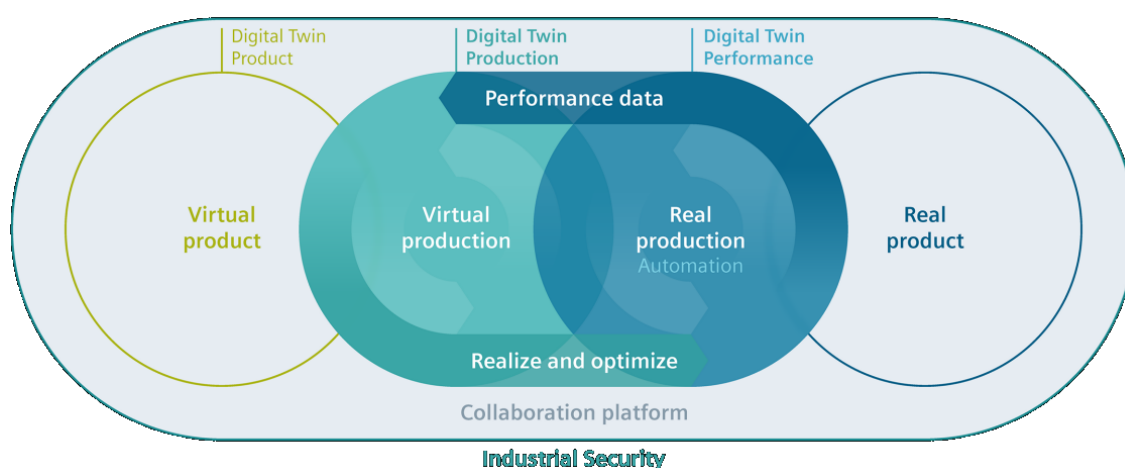 Digital Twin
Product
Digital Twin
Production
Digital Twin
Performance
Performance data
Virtual
product
Virtual
production
Real
production
Automation
Real
product
Realize and optimize
Collaboration platform
Industrial Security